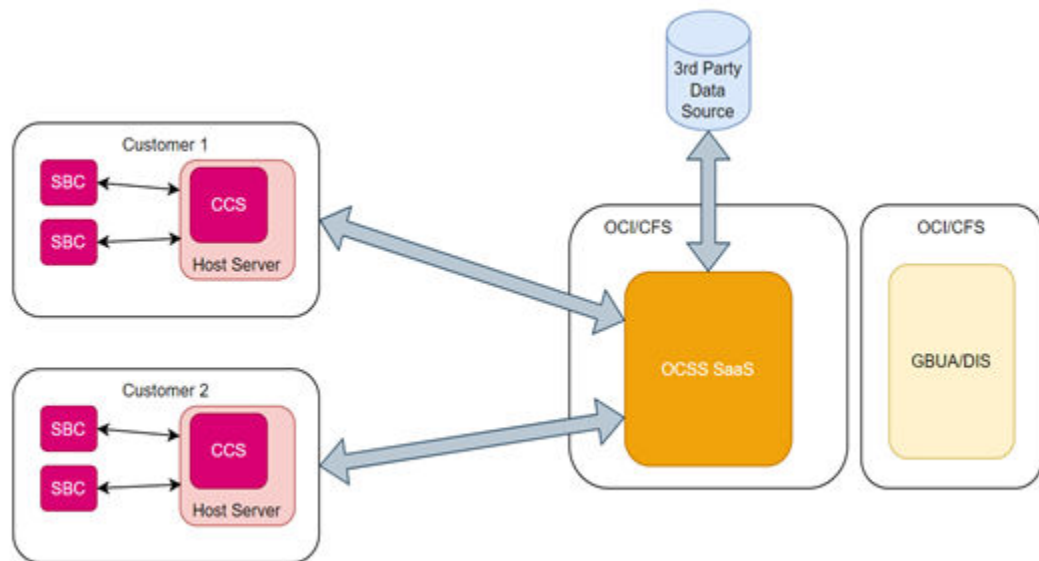 3rd Party
Data
Source
Customer 1
SBC
SBC
CCS
Host Server
OCI/CFS
OCSS SaaS
OCI/CFS
GBUA/DIS
Customer 2
SBC
SBC
CCS
Host Server